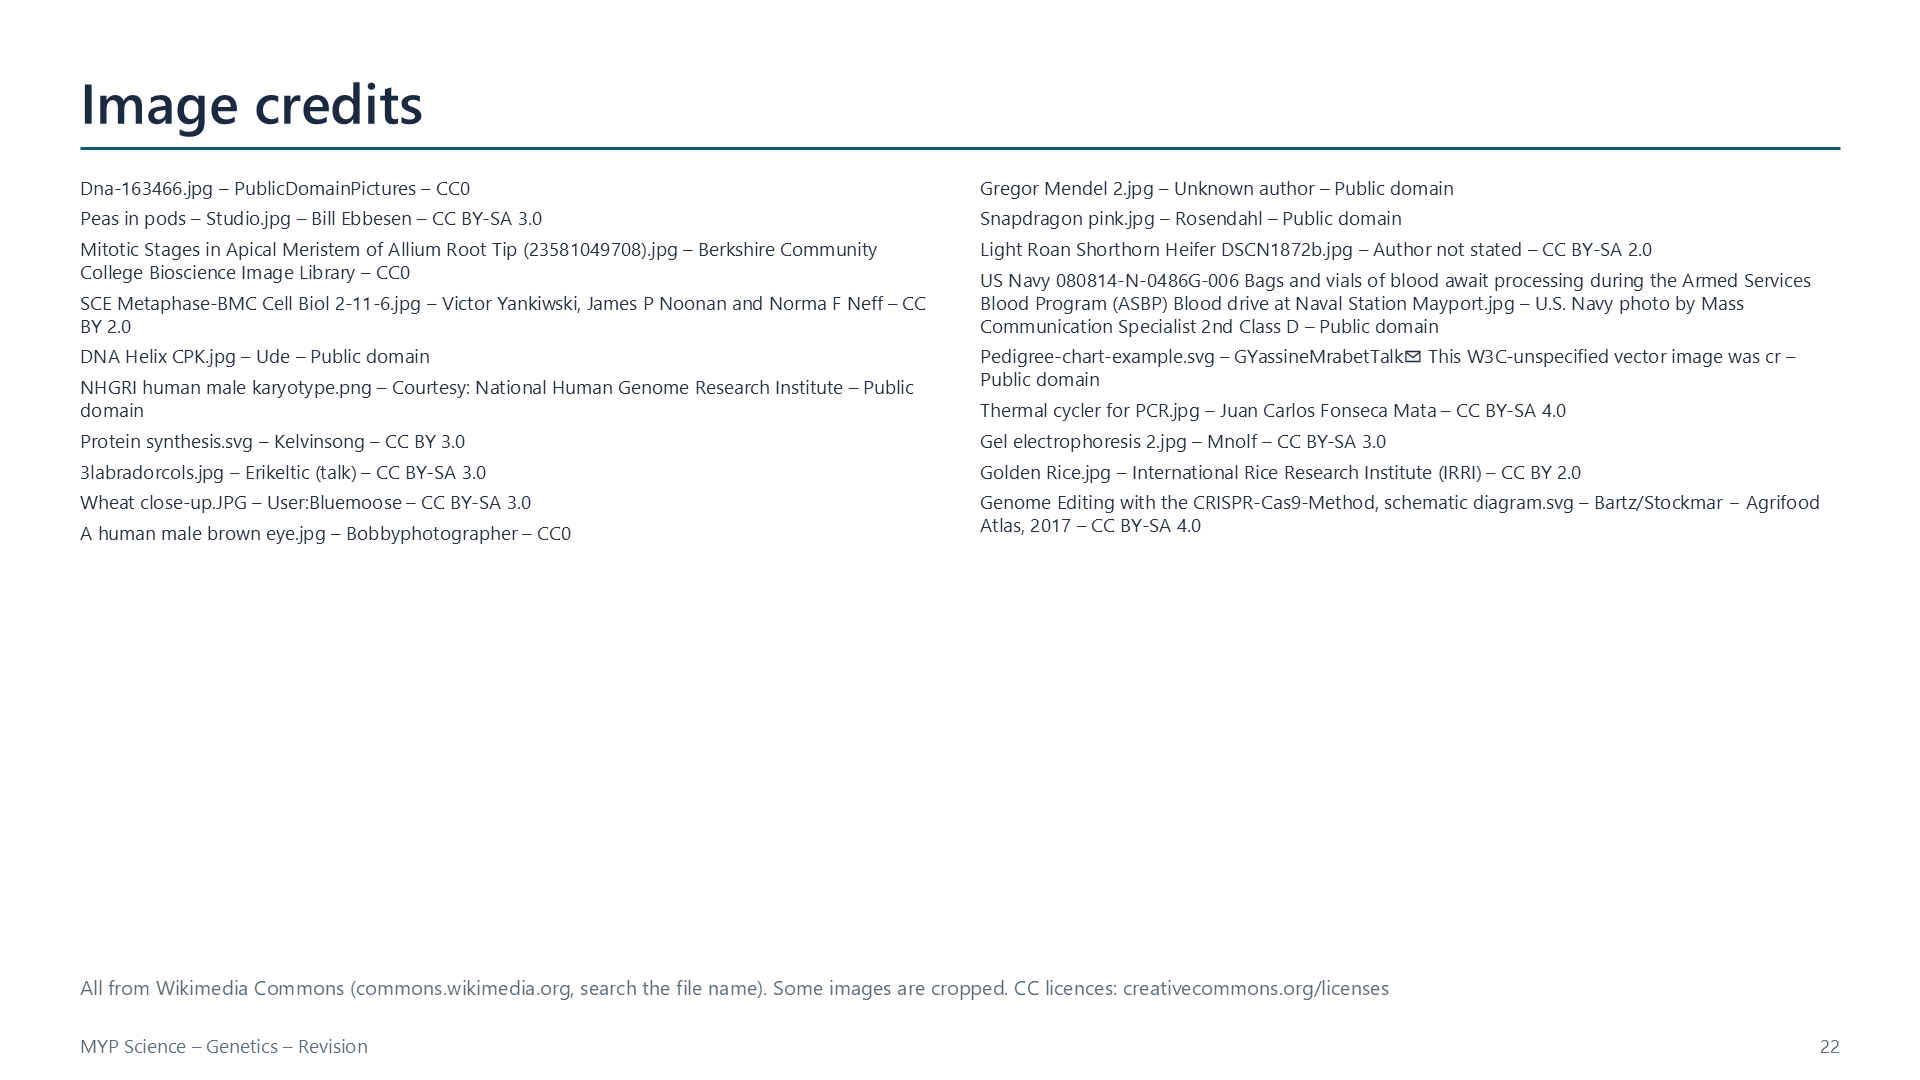 Image credits
Dna-163466.jpg – PublicDomainPictures – CC0
Peas in pods – Studio.jpg – Bill Ebbesen – CC BY-SA 3.0
Mitotic Stages in Apical Meristem of Allium Root Tip (23581049708).jpg – Berkshire Community
College Bioscience Image Library – CC0
SCE Metaphase-BMC Cell Biol 2-11-6.jpg – Victor Yankiwski, James P Noonan and Norma F Neff – CC
BY 2.0
DNA Helix CPK.jpg – Ude – Public domain
NHGRI human male karyotype.png – Courtesy: National Human Genome Research Institute – Public
domain
Protein synthesis.svg – Kelvinsong – CC BY 3.0
3labradorcols.jpg – Erikeltic (talk) – CC BY-SA 3.0
Wheat close-up.JPG – User:Bluemoose – CC BY-SA 3.0
A human male brown eye.jpg – Bobbyphotographer – CC0
Gregor Mendel 2.jpg – Unknown author – Public domain
Snapdragon pink.jpg – Rosendahl – Public domain
Light Roan Shorthorn Heifer DSCN1872b.jpg – Author not stated – CC BY-SA 2.0
US Navy 080814-N-0486G-006 Bags and vials of blood await processing during the Armed Services
Blood Program (ASBP) Blood drive at Naval Station Mayport.jpg – U.S. Navy photo by Mass
Communication Specialist 2nd Class D – Public domain
Pedigree-chart-example.svg – GYassineMrabetTalk✉ This W3C-unspecified vector image was cr –
Public domain
Thermal cycler for PCR.jpg – Juan Carlos Fonseca Mata – CC BY-SA 4.0
Gel electrophoresis 2.jpg – Mnolf – CC BY-SA 3.0
Golden Rice.jpg – International Rice Research Institute (IRRI) – CC BY 2.0
Genome Editing with the CRISPR-Cas9-Method, schematic diagram.svg – Bartz/Stockmar – Agrifood
Atlas, 2017 – CC BY-SA 4.0
All from Wikimedia Commons (commons.wikimedia.org, search the file name). Some images are cropped. CC licences: creativecommons.org/licenses
MYP Science – Genetics – Revision
22